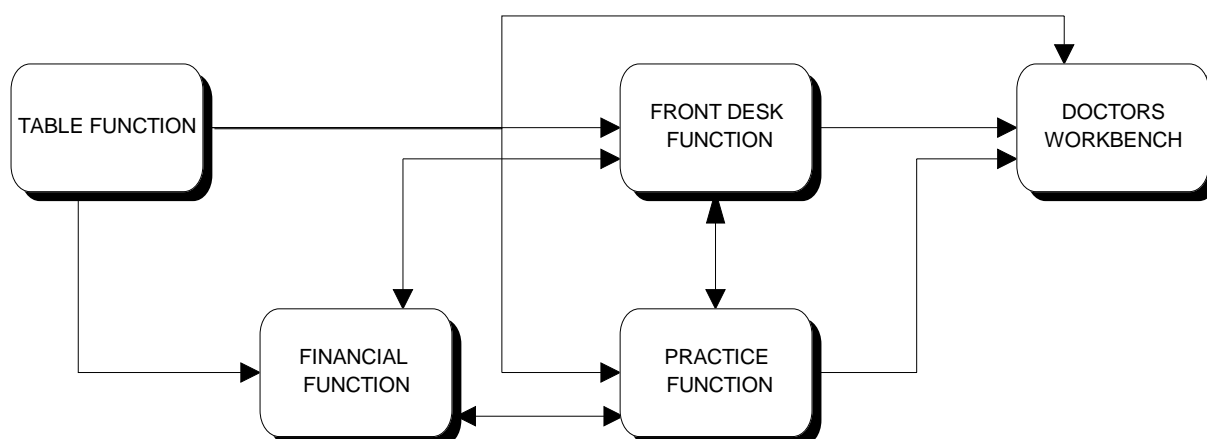 TABLE FUNCTION
FRONT DESK
FUNCTION
DOCTORS
WORKBENCH
FINANCIAL
FUNCTION
PRACTICE
FUNCTION